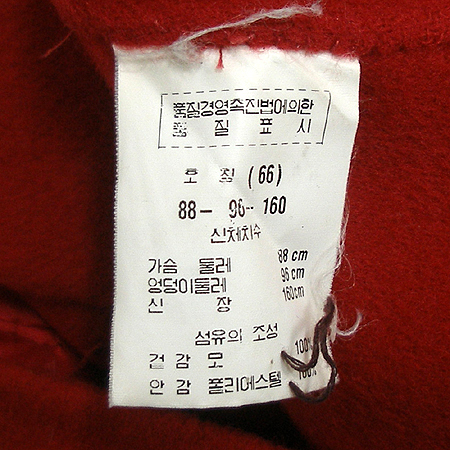 품질경영촉진법에의한
품 질 표 시
호 칭 (66)
88- 96- 160
신체치수
가슴 둘레 88 cm
엉덩이둘레 96 cm
신 장 160cm
섬유의 조성
겉 감 모 100%
안 감 폴리에스텔 100%